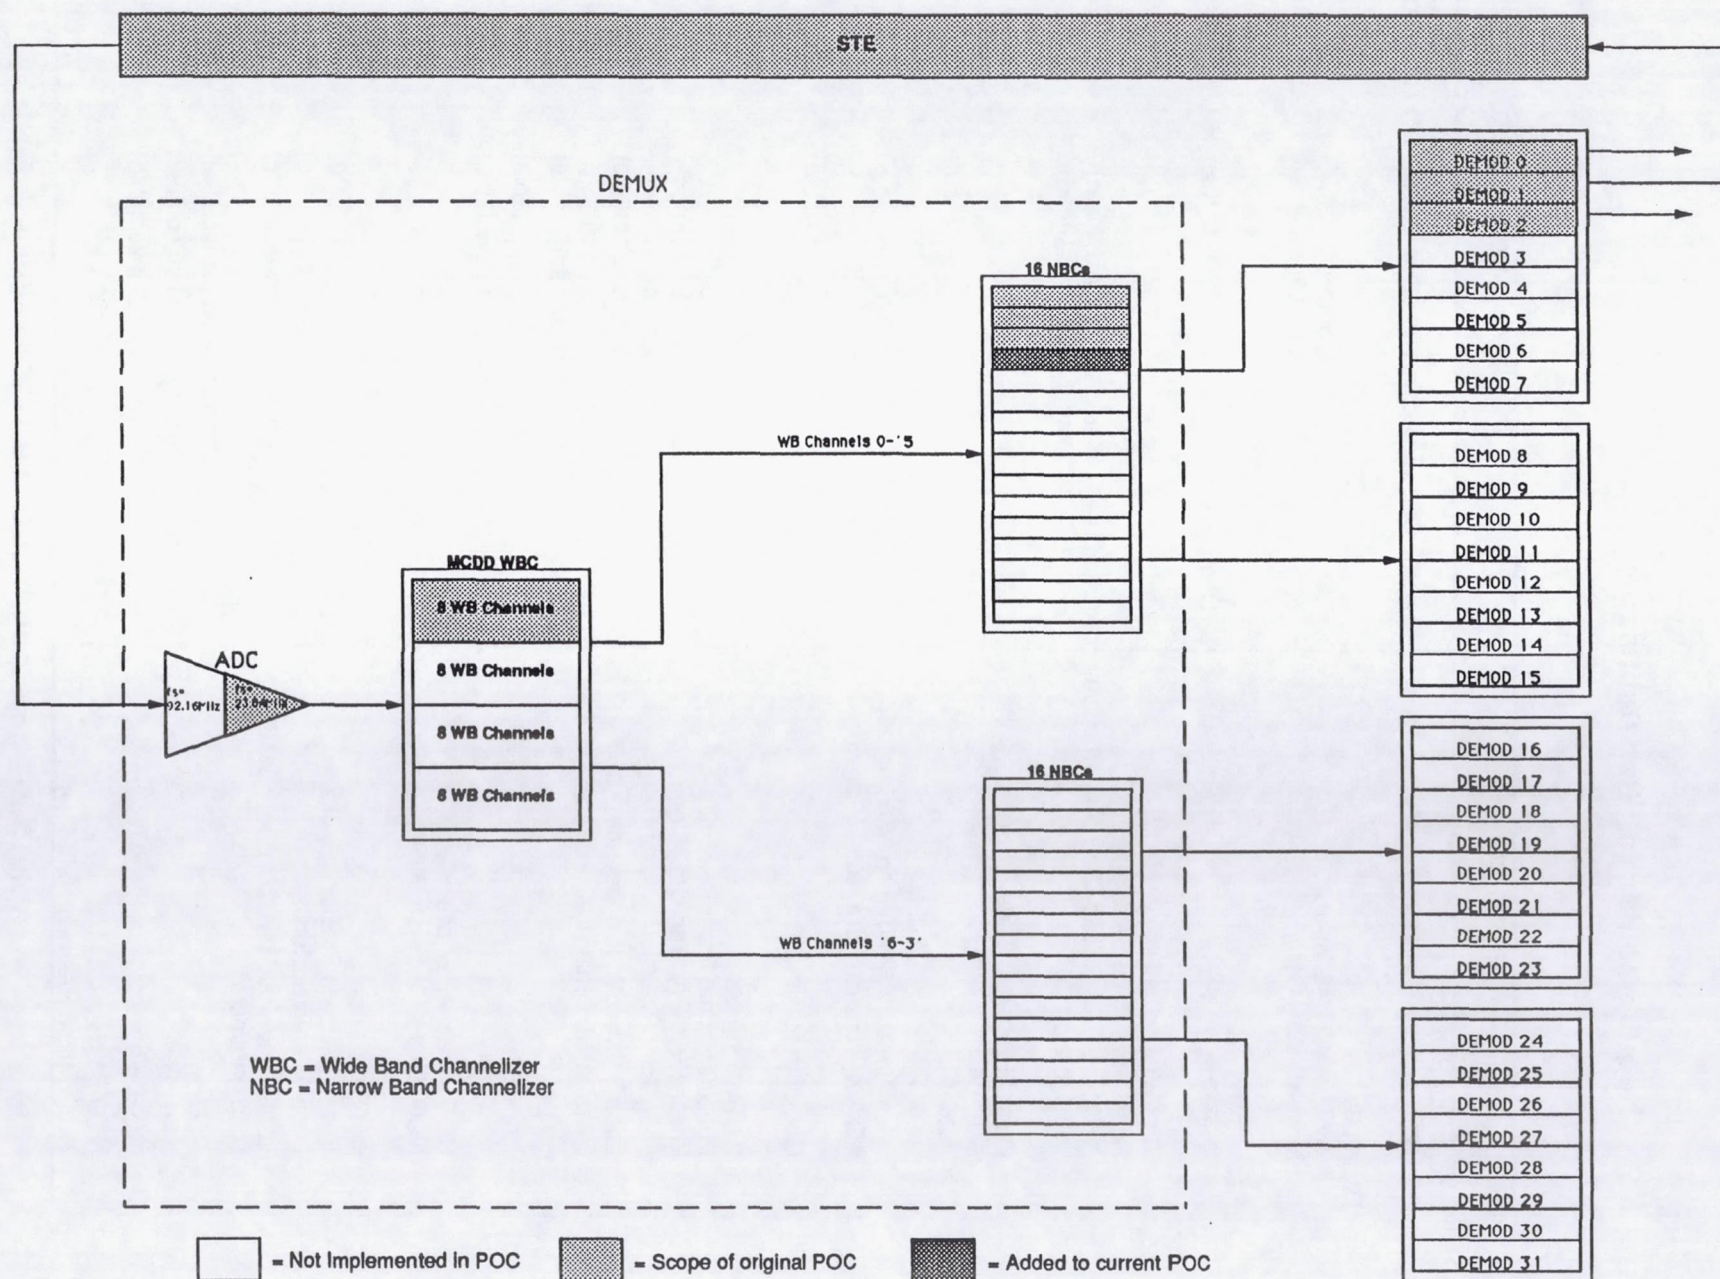 STE
DEMUX
DEMOD 0
DEMOD 1
DEMOD 2
DEMOD 3
DEMOD 4
DEMOD 5
DEMOD 6
DEMOD 7
16 NBCs
WB Channels 0-'5
DEMOD 8
DEMOD 9
DEMOD 10
DEMOD 11
DEMOD 12
DEMOD 13
DEMOD 14
DEMOD 15
MCDD WBC
8 WB Channels
8 WB Channels
8 WB Channels
8 WB Channels
ADC
fs=
16 NBCs
WB Channels '6-3'
DEMOD 16
DEMOD 17
DEMOD 18
DEMOD 19
DEMOD 20
DEMOD 21
DEMOD 22
DEMOD 23
WBC = Wide Band Channelizer
NBC = Narrow Band Channelizer
DEMOD 24
DEMOD 25
DEMOD 26
DEMOD 27
DEMOD 28
DEMOD 29
DEMOD 30
DEMOD 31
= Not Implemented in POC
= Scope of original POC
= Added to current POC